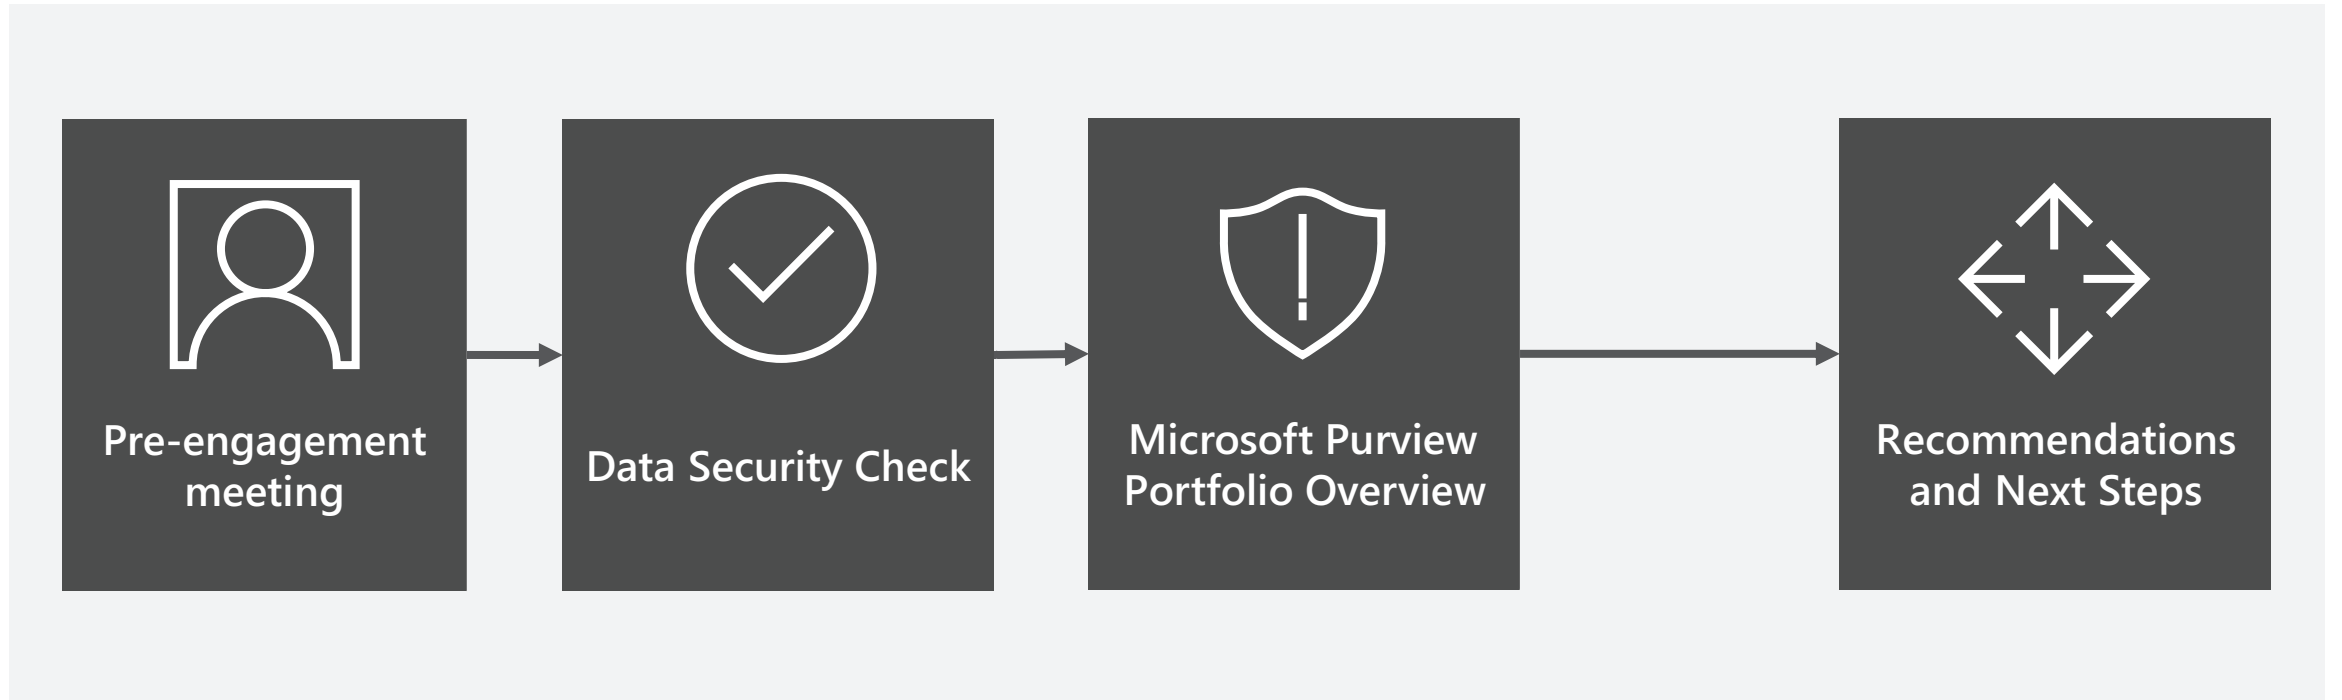 Pre-engagement
meeting
Data Security Check
Microsoft Purview
Portfolio Overview
Recommendations
and Next Steps